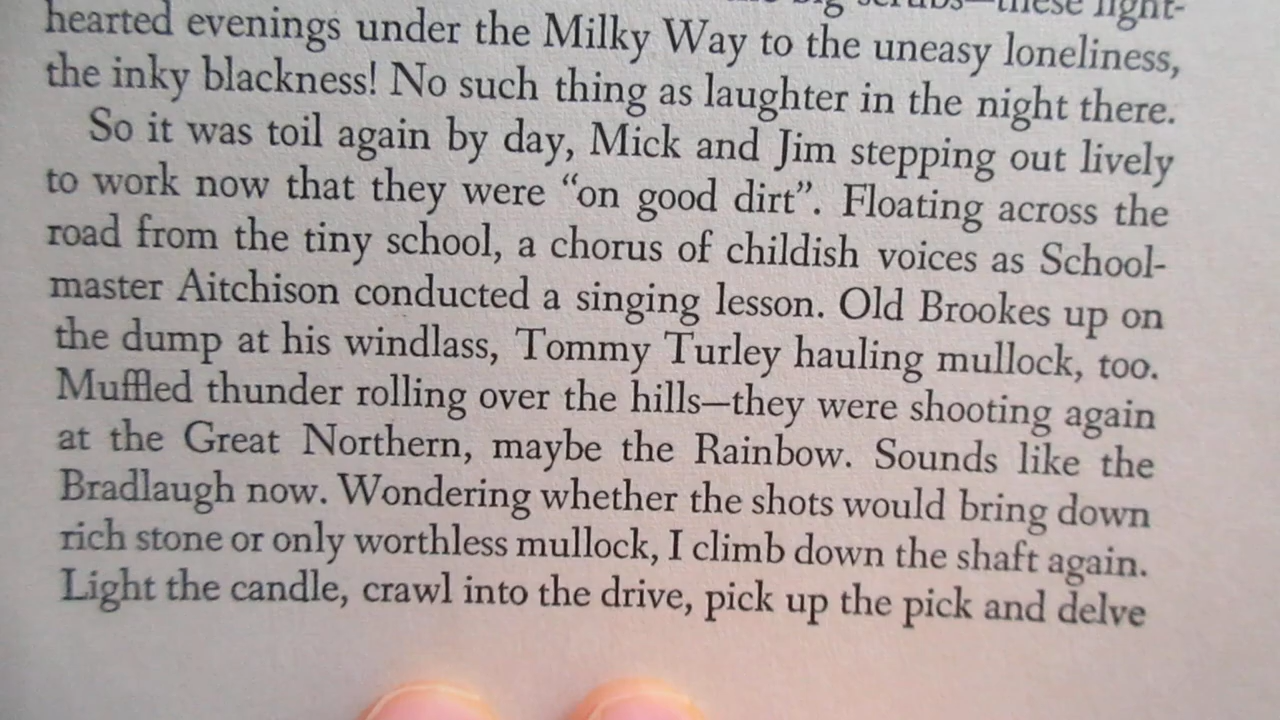 big scrubs—these light-
hearted evenings under the Milky Way to the uneasy loneliness,
the inky blackness! No such thing as laughter in the night there.
So it was toil again by day, Mick and Jim stepping out lively
to work now that they were “on good dirt”. Floating across the
road from the tiny school, a chorus of childish voices as School-
master Aitchison conducted a singing lesson. Old Brookes up on
the dump at his windlass, Tommy Turley hauling mullock, too.
Muffled thunder rolling over the hills—they were shooting again
at the Great Northern, maybe the Rainbow. Sounds like the
Bradlaugh now. Wondering whether the shots would bring down
rich stone or only worthless mullock, I climb down the shaft again.
Light the candle, crawl into the drive, pick up the pick and delve